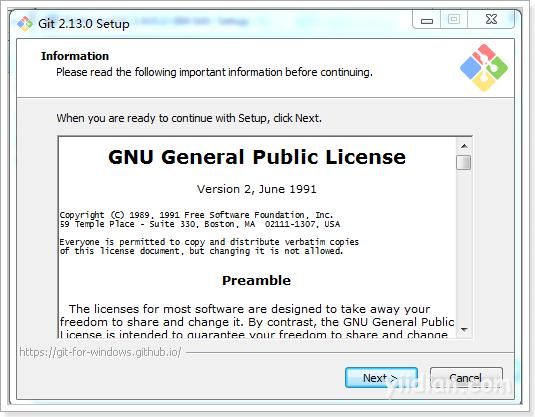 Git 2.13.0 Setup
Information
Please read the following important information before continuing.
When you are ready to continue with Setup, click Next.
GNU General Public License
Version 2, June 1991
Copyright (C) 1989, 1991 Free Software Foundation, Inc.
59 Temple Place - Suite 330, Boston, MA  02111-1307, USA
Everyone is permitted to copy and distribute verbatim copies
of this license document, but changing it is not allowed.
Preamble
The licenses for most software are designed to take away your
freedom to share and change it. By contrast, the GNU General Public
License is intended to guarantee your freedom to share and change
https://git-for-windows.github.io/
Next >
Cancel